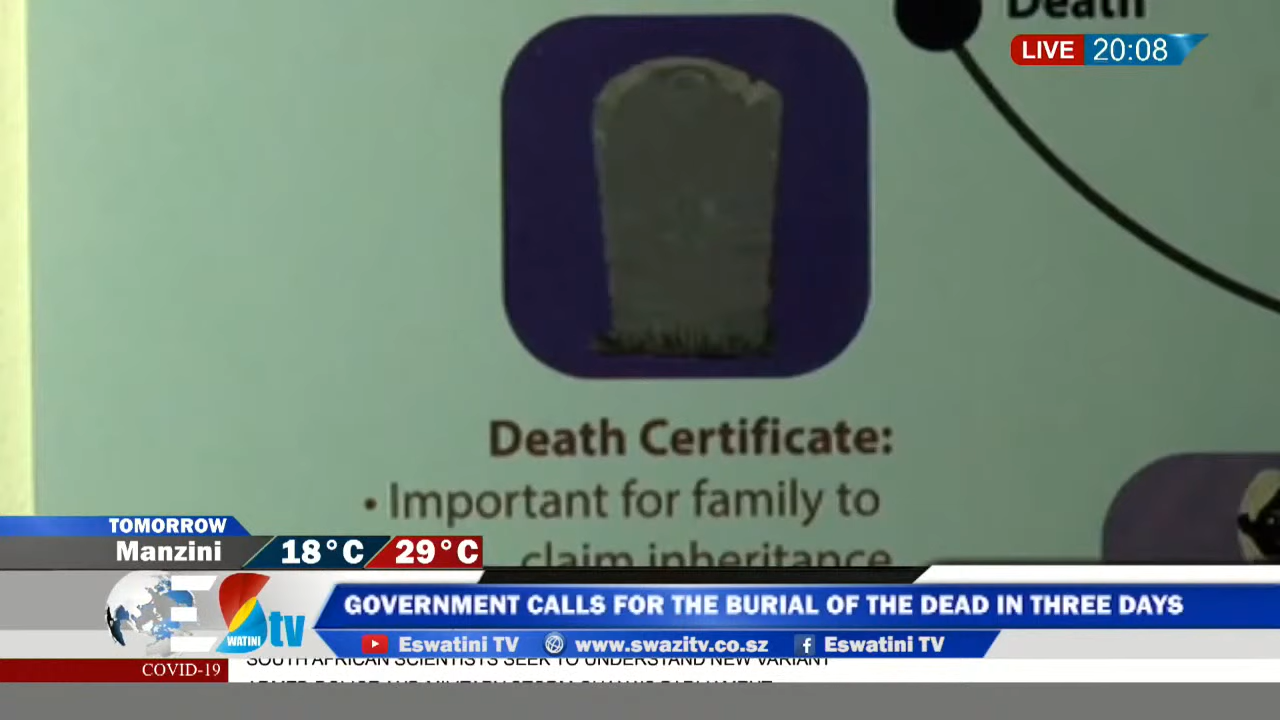 Death
LIVE 20:08
Death Certificate:
• Important for family to
claim inheritance
TOMORROW
Manzini 18°C 29°C
E WATINI tv
GOVERNMENT CALLS FOR THE BURIAL OF THE DEAD IN THREE DAYS
Eswatini TV www.swazitv.co.sz Eswatini TV
COVID-19 SOUTH AFRICAN SCIENTISTS SEEK TO UNDERSTAND NEW VARIANT